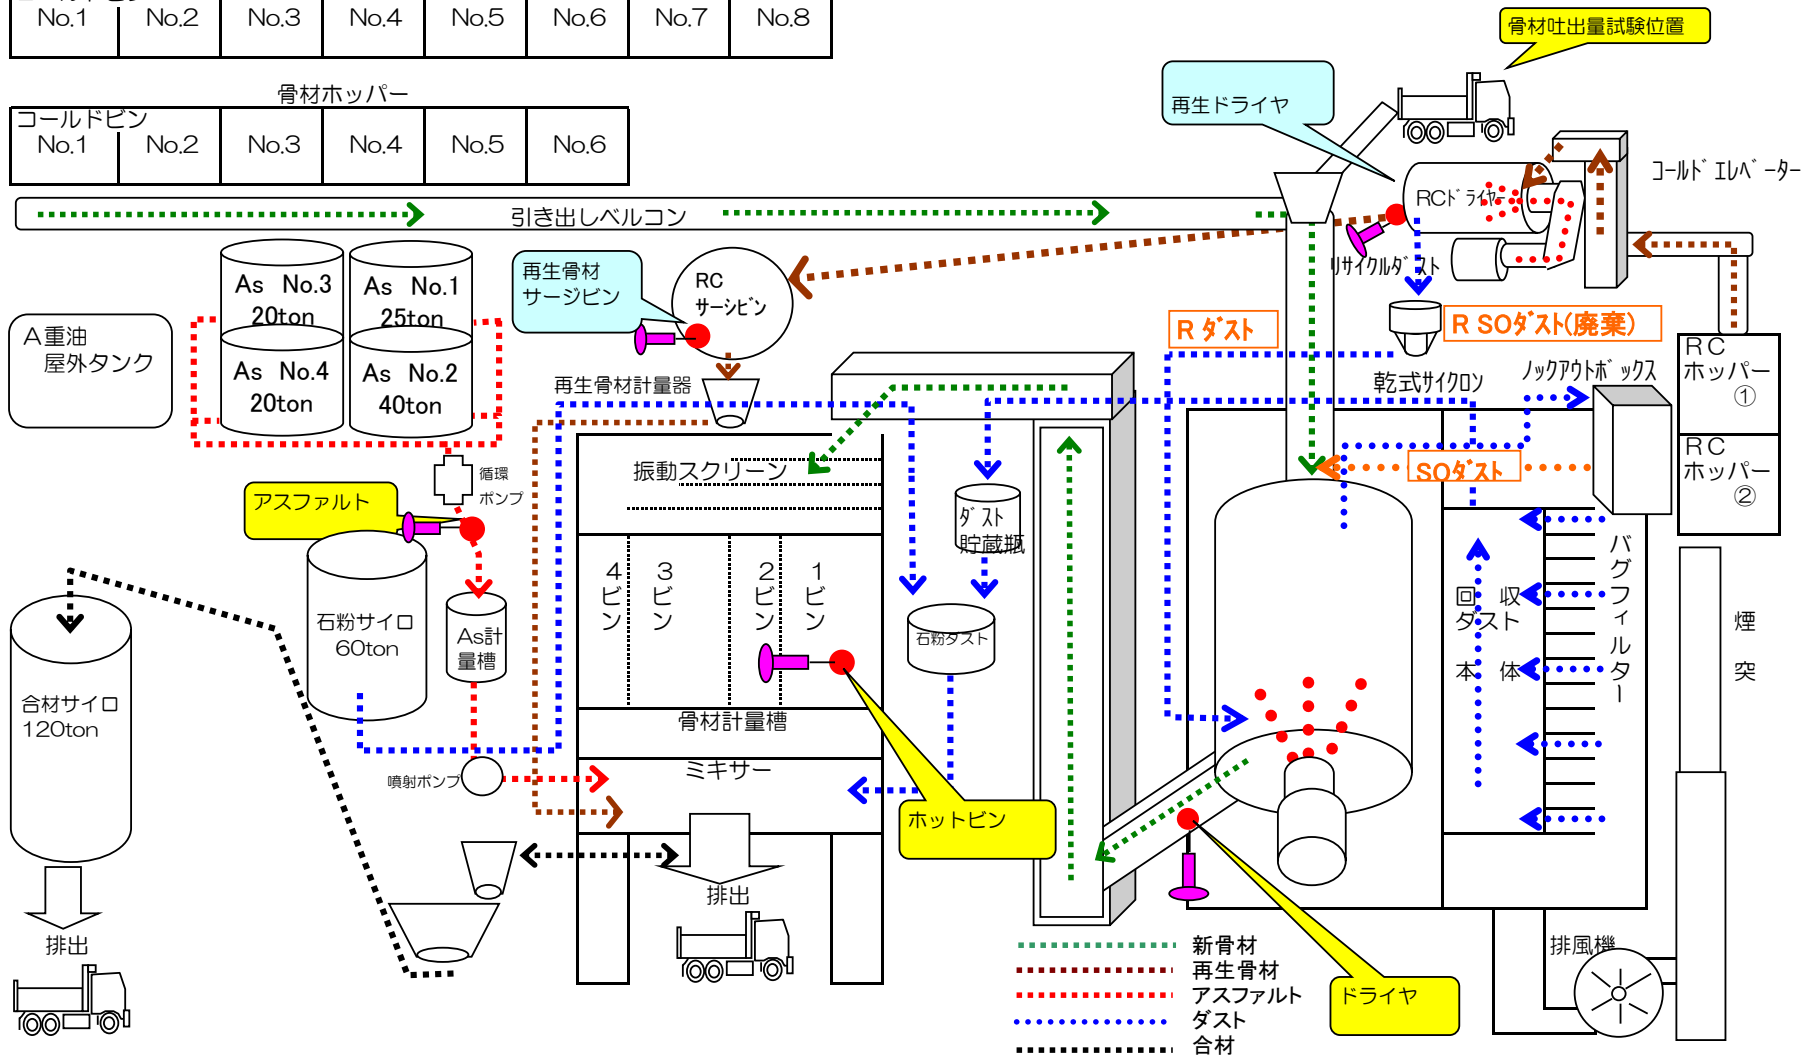 No.1 No.2 No.3 No.4 No.5 No.6 No.7 No.8
骨材吐出量試験位置
骨材ホッパー
再生ドライヤ
コールドビン
No.1 No.2 No.3 No.4 No.5 No.6
コールドエレベーター
RCドライヤー
引き出しベルコン
As No.3
20ton
As No.1
25ton
As No.4
20ton
As No.2
40ton
再生骨材
サージビン
RC
サージビン
リサイクルダスト
A重油
屋外タンク
R ダスト
R SOダスト(廃棄)
RC
ホッパー
①
RC
ホッパー
②
再生骨材計量器
乾式サイクロン
ノックアウトボックス
振動スクリーン
循環
ポンプ
SOダスト
アスファルト
ダスト
貯蔵瓶
4ビン
3ビン
2ビン
1ビン
石粉サイロ
60ton
As計
量槽
石粉ダスト
回収
ダスト
本体
バグフィルター
煙突
合材サイロ
120ton
骨材計量槽
噴射ポンプ
ミキサー
ホットビン
排出
排出
排風機
ドライヤ
新骨材
再生骨材
アスファルト
ダスト
合材